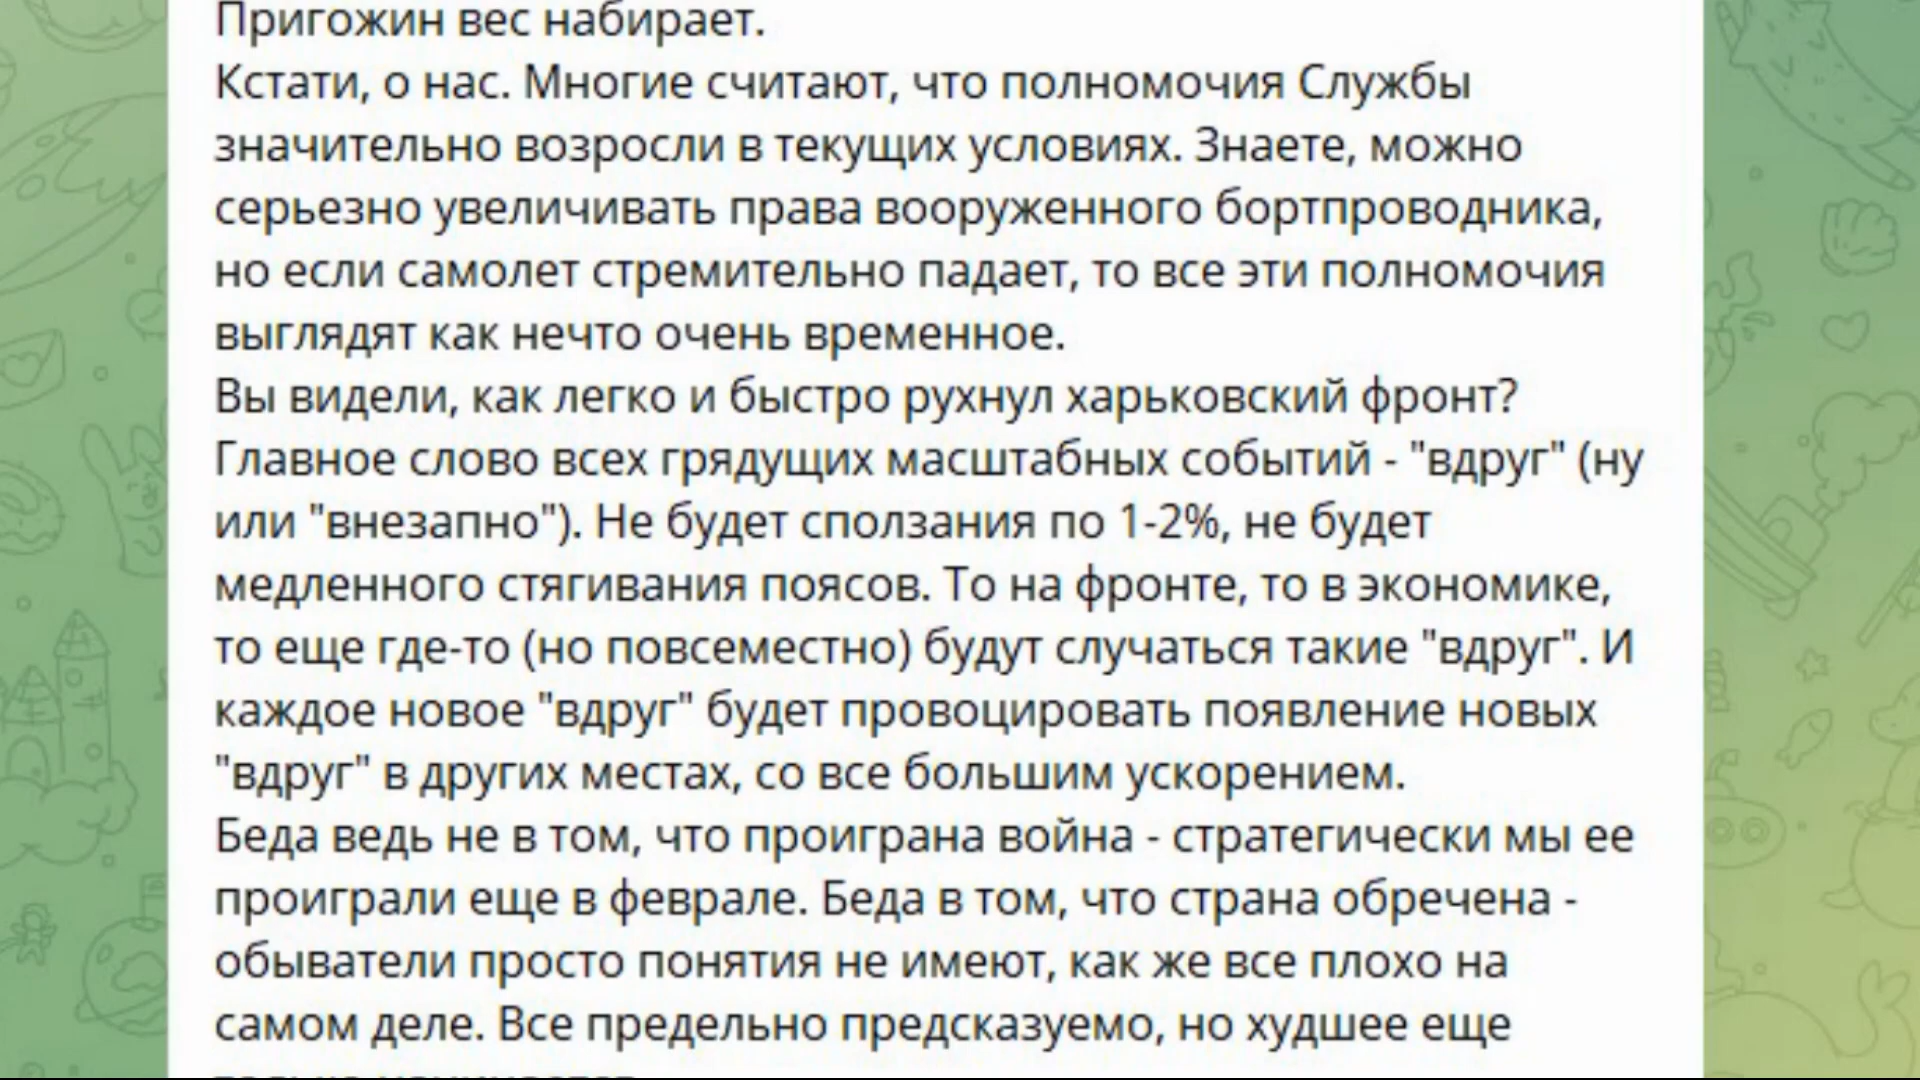 Пригожин вес набирает.
Кстати, о нас. Многие считают, что полномочия Службы
значительно возросли в текущих условиях. Знаете, можно
серьезно увеличивать права вооруженного бортпроводника,
но если самолет стремительно падает, то все эти полномочия
выглядят как нечто очень временное.
Вы видели, как легко и быстро рухнул харьковский фронт?
Главное слово всех грядущих масштабных событий - "вдруг" (ну
или "внезапно"). Не будет сползания по 1-2%, не будет
медленного стягивания поясов. То на фронте, то в экономике,
то еще где-то (но повсеместно) будут случаться такие "вдруг". И
каждое новое "вдруг" будет провоцировать появление новых
"вдруг" в других местах, со все большим ускорением.
Беда ведь не в том, что проиграна война - стратегически мы ее
проиграли еще в феврале. Беда в том, что страна обречена -
обыватели просто понятия не имеют, как же все плохо на
самом деле. Все предельно предсказуемо, но худшее еще